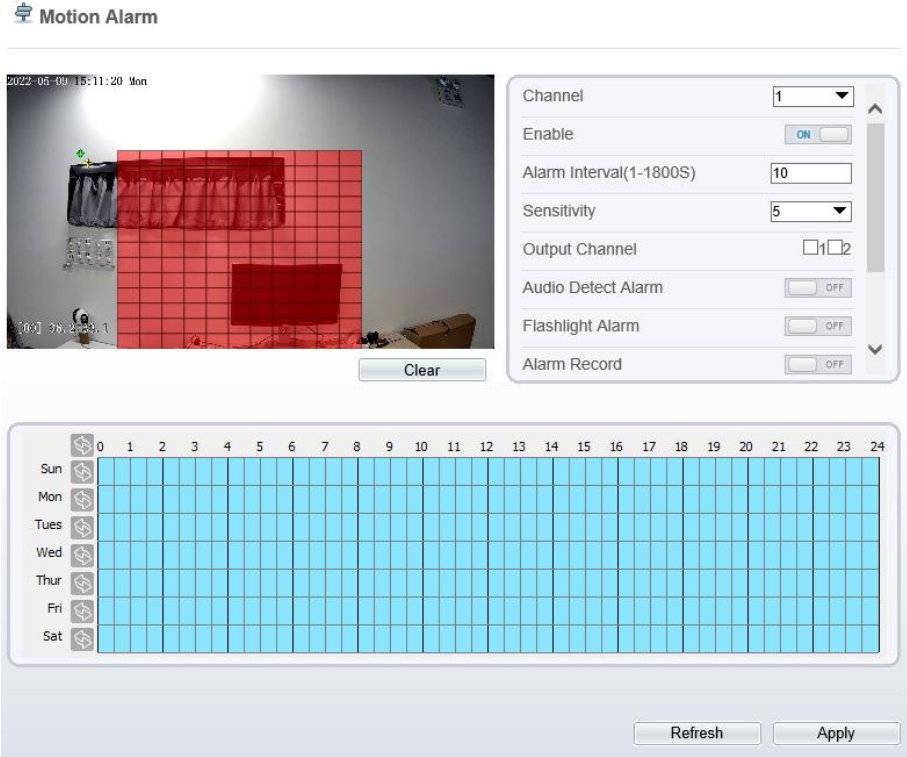 Motion Alarm
2022-05-09 15:11:20 Mon
Channel 1
Enable ON
Alarm Interval(1-1800S) 10
Sensitivity 5
Output Channel 1 2
Audio Detect Alarm OFF
Flashlight Alarm OFF
Alarm Record OFF
Clear
0 1 2 3 4 5 6 7 8 9 10 11 12 13 14 15 16 17 18 19 20 21 22 23 24
Sun
Mon
Tues
Wed
Thur
Fri
Sat
Refresh Apply